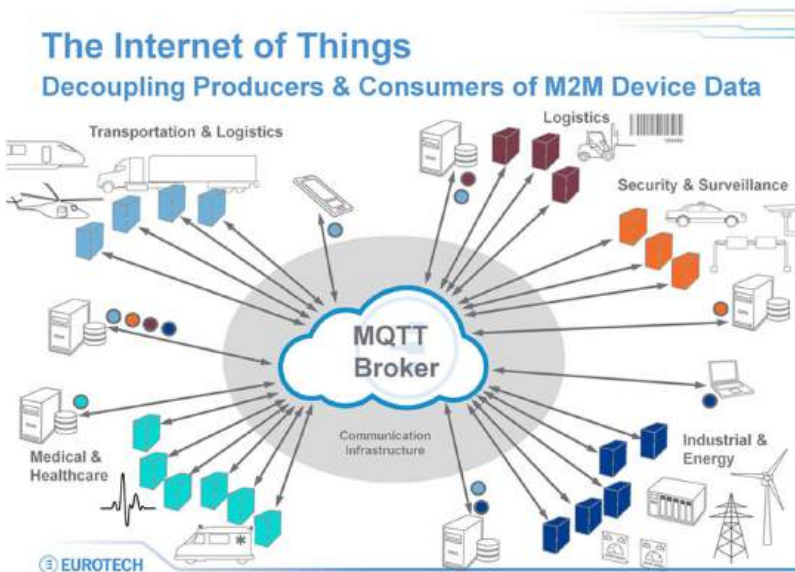 The Internet of Things
Decoupling Producers & Consumers of M2M Device Data
Transportation & Logistics
Logistics
Security & Surveillance
MQTT
Broker
Communication
Infrastructure
Medical &
Healthcare
Industrial &
Energy
EUROTECH